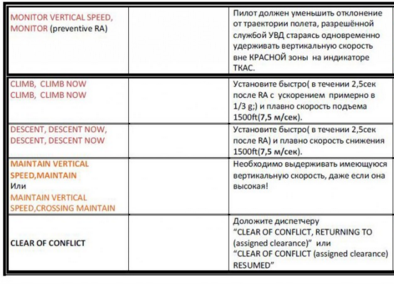 MONITOR VERTICAL SPEED,
MONITOR (preventive RA)
Пилот должен уменьшить отклонение
от траектории полета, разрешённой
службой УВД стараясь одновременно
удерживать вертикальную скорость
вне КРАСНОЙ зоны на индикаторе
ТКАС.
CLIMB, CLIMB NOW
CLIMB, CLIMB NOW
Установите быстро( в течении 2,5сек
после RA с ускорением примерно в
1/3 g;) и плавно скорость подъема
1500ft(7,5 м/сек).
DESCENT, DESCENT NOW,
DESCENT, DESCENT NOW
Установите быстро( в течении 2,5сек
после RA) и плавно скорость снижения
1500ft(7,5 м/сек).
MAINTAIN VERTICAL
SPEED,MAINTAIN
Или
MAINTAIN VERTICAL
SPEED,CROSSING MAINTAIN
Необходимо выдерживать имеющуюся
вертикальную скорость, даже если она
высокая!
CLEAR OF CONFLICT
Доложите диспетчеру
"CLEAR OF CONFLICT, RETURNING TO
(assigned clearance)" или
"CLEAR OF CONFLICT (assigned clearance)
RESUMED"